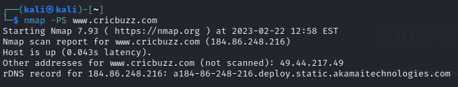 ┌──(kali㉿kali)-[~]
└─$ nmap -PS www.cricbuzz.com
Starting Nmap 7.93 ( https://nmap.org ) at 2023-02-22 12:58 EST
Nmap scan report for www.cricbuzz.com (184.86.248.216)
Host is up (0.043s latency).
Other addresses for www.cricbuzz.com (not scanned): 49.44.217.49
rDNS record for 184.86.248.216: a184-86-248-216.deploy.static.akamaitechnologies.com